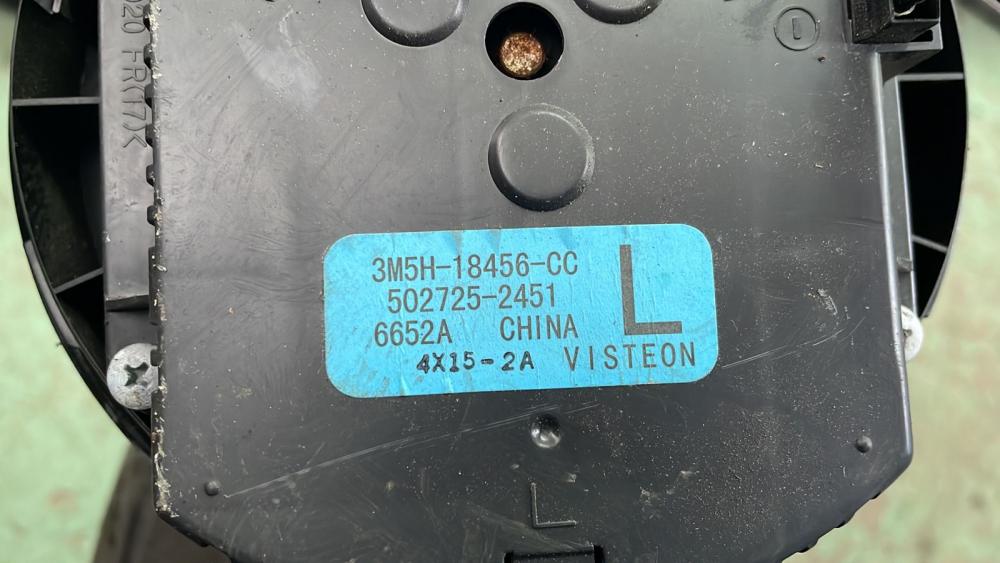 3M5H-18456-CC
502725-2451
6652A CHINA
L
4X15-2A VISTEON
L